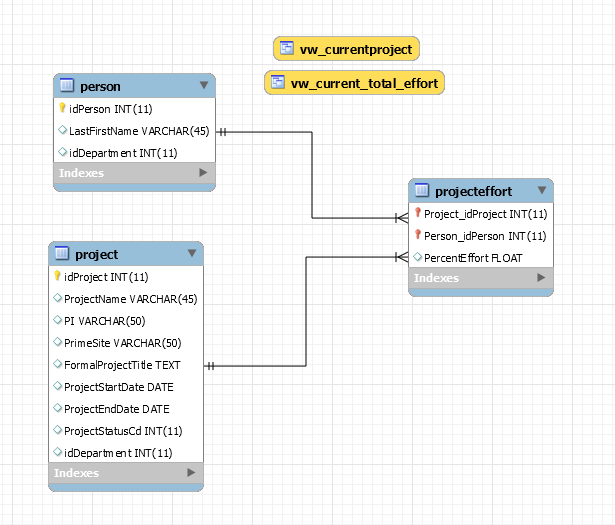 vw_currentproject
vw_current_total_effort
person
idPerson INT(11)
LastFirstName VARCHAR(45)
idDepartment INT(11)
Indexes
projecteffort
Project_idProject INT(11)
Person_idPerson INT(11)
PercentEffort FLOAT
Indexes
project
idProject INT(11)
ProjectName VARCHAR(45)
PI VARCHAR(50)
PrimeSite VARCHAR(50)
FormalProjectTitle TEXT
ProjectStartDate DATE
ProjectEndDate DATE
ProjectStatusCd INT(11)
idDepartment INT(11)
Indexes